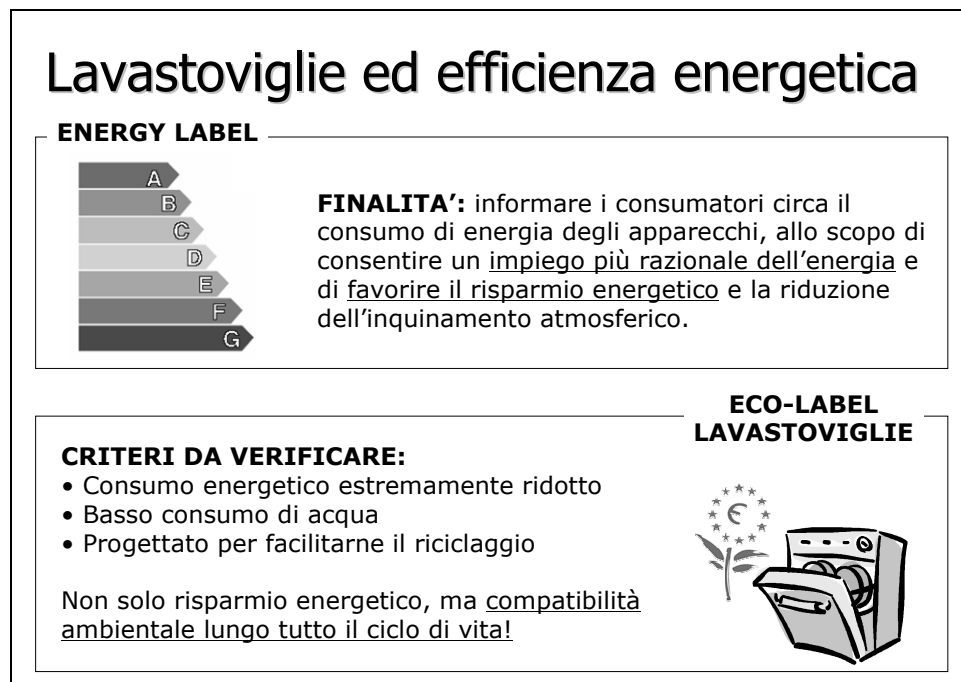 Lavastoviglie ed efficienza energetica
ENERGY LABEL
A
B
C
D
E
F
G
FINALITA’: informare i consumatori circa il
consumo di energia degli apparecchi, allo scopo di
consentire un impiego più razionale dell’energia e
di favorire il risparmio energetico e la riduzione
dell’inquinamento atmosferico.
ECO-LABEL
LAVASTOVIGLIE
CRITERI DA VERIFICARE:
• Consumo energetico estremamente ridotto
• Basso consumo di acqua
• Progettato per facilitarne il riciclaggio
Non solo risparmio energetico, ma compatibilità
ambientale lungo tutto il ciclo di vita!
€